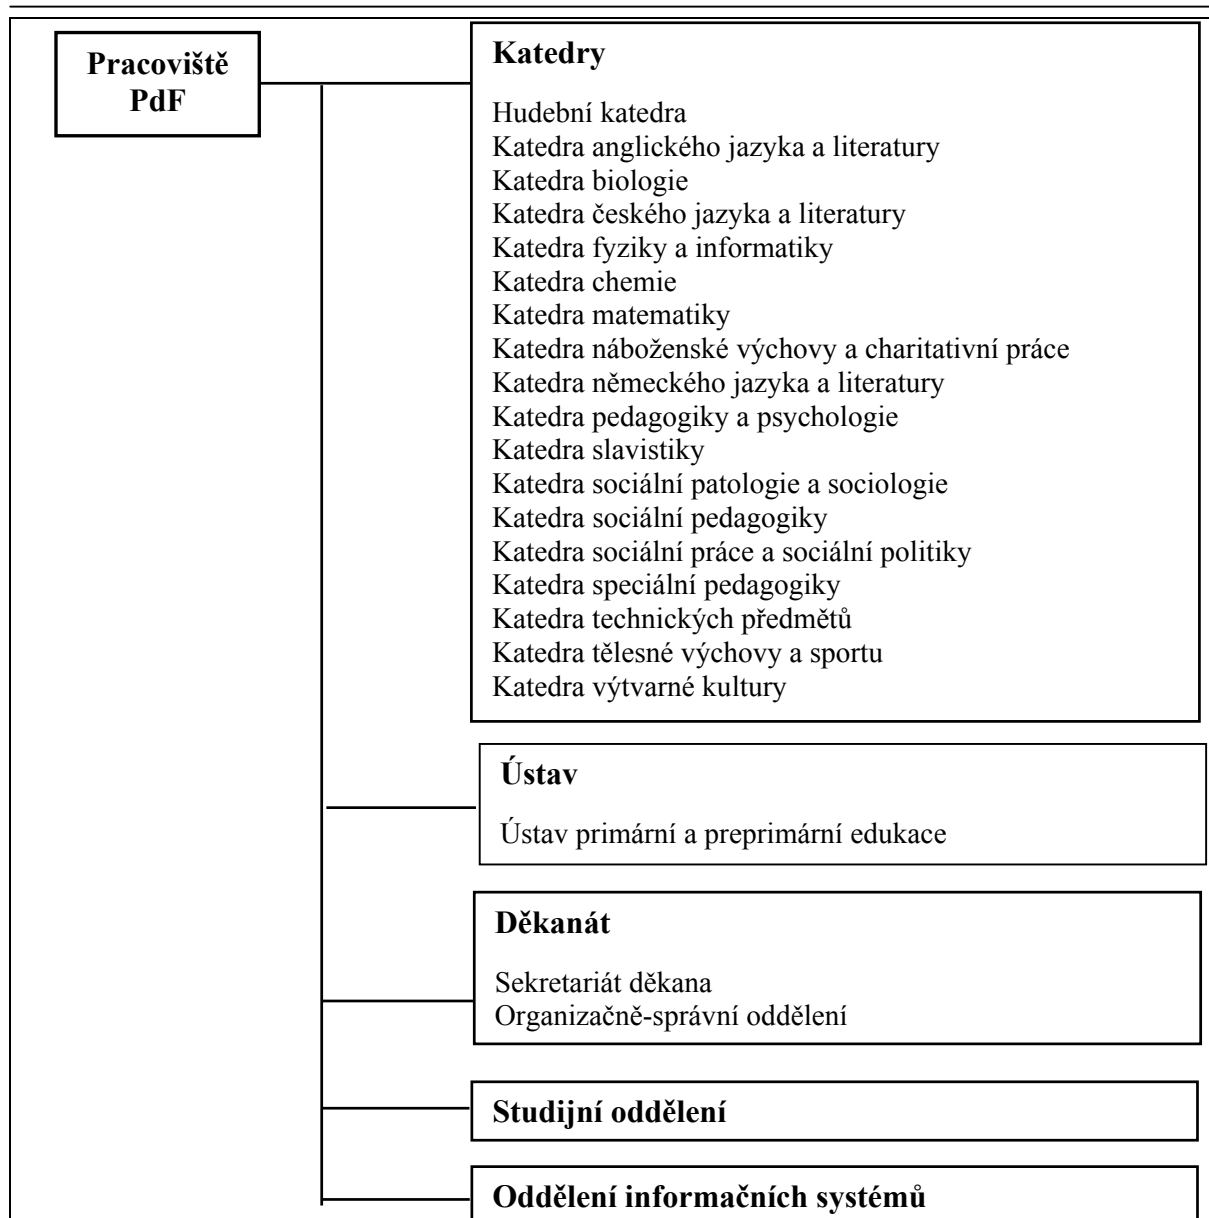 Pracoviště
PdF
Katedry
Hudební katedra
Katedra anglického jazyka a literatury
Katedra biologie
Katedra českého jazyka a literatury
Katedra fyziky a informatiky
Katedra chemie
Katedra matematiky
Katedra náboženské výchovy a charitativní práce
Katedra německého jazyka a literatury
Katedra pedagogiky a psychologie
Katedra slavistiky
Katedra sociální patologie a sociologie
Katedra sociální pedagogiky
Katedra sociální práce a sociální politiky
Katedra speciální pedagogiky
Katedra technických předmětů
Katedra tělesné výchovy a sportu
Katedra výtvarné kultury
Ústav
Ústav primární a preprimární edukace
Děkanát
Sekretariát děkana
Organizačně-správní oddělení
Studijní oddělení
Oddělení informačních systémů